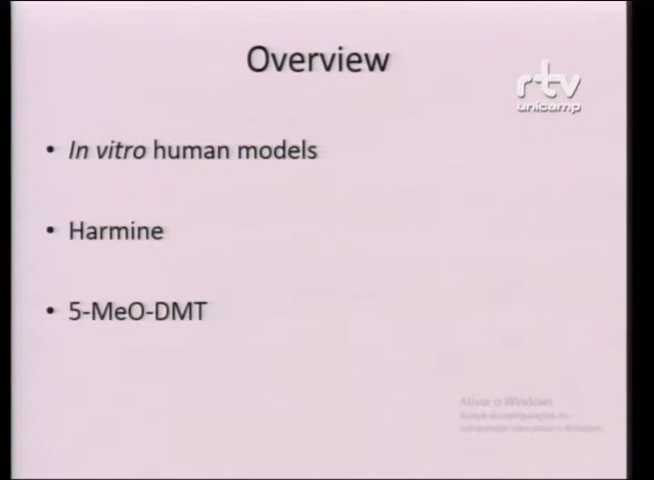 Overview
rtv
unicamp
• In vitro human models
• Harmine
• 5-MeO-DMT
Ativar o Windows